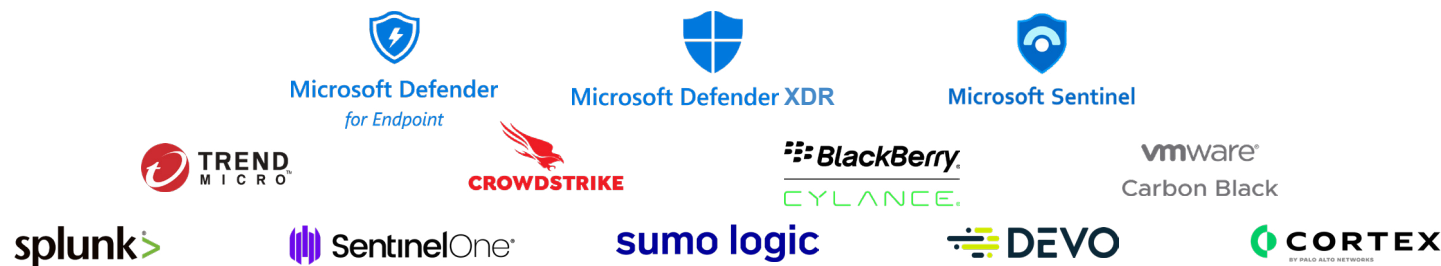 Microsoft Defender
for Endpoint
Microsoft Defender XDR
Microsoft Sentinel
TREND
MICRO™
CROWDSTRIKE
BlackBerry®
CYLANCE®
vmware®
Carbon Black
splunk>
SentinelOne®
sumo logic
DEVO
CORTEX
BY PALO ALTO NETWORKS